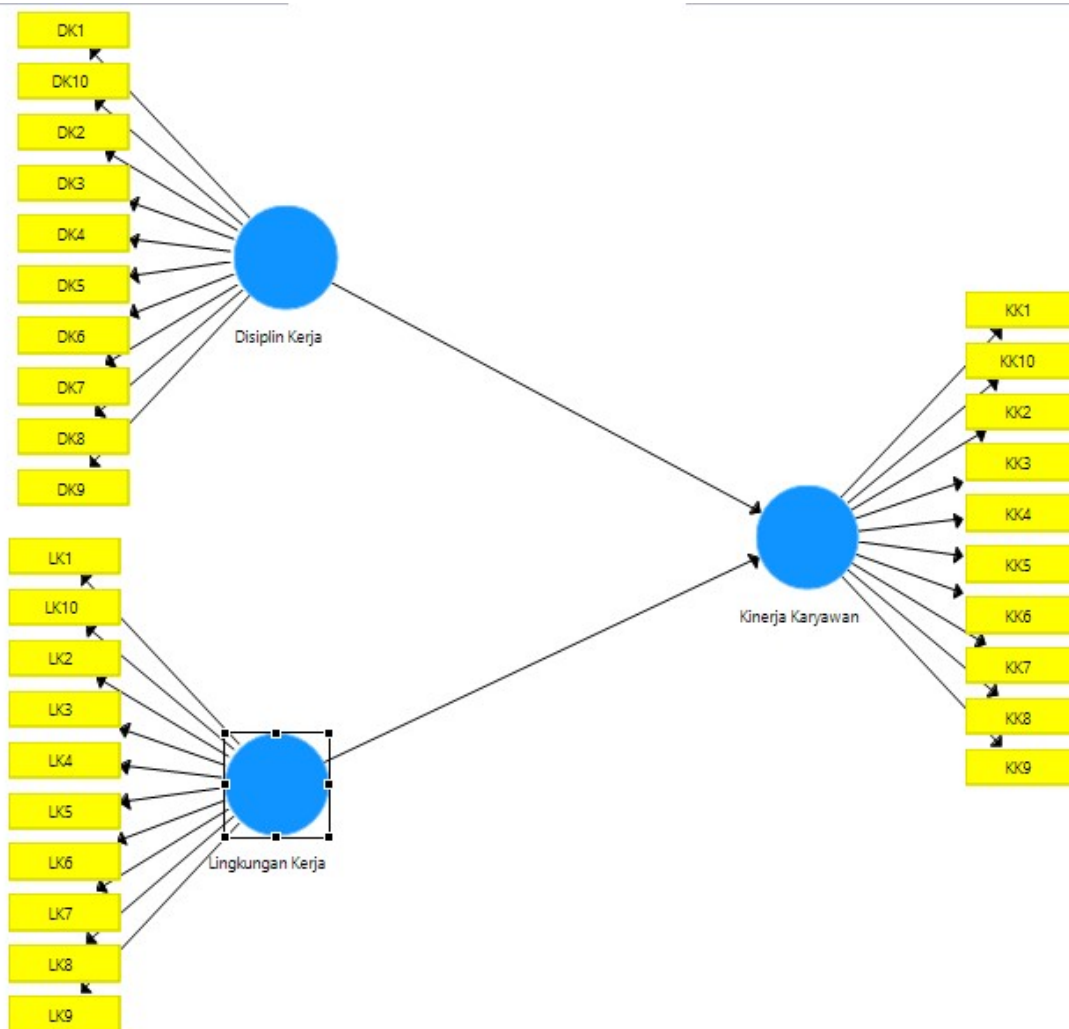 DK1
DK10
DK2
DK3
DK4
DK5
DK6
DK7
DK8
DK9
Disiplin Kerja
LK1
LK10
LK2
LK3
LK4
LK5
LK6
LK7
LK8
LK9
Lingkungan Kerja
Kinerja Karyawan
KK1
KK10
KK2
KK3
KK4
KK5
KK6
KK7
KK8
KK9